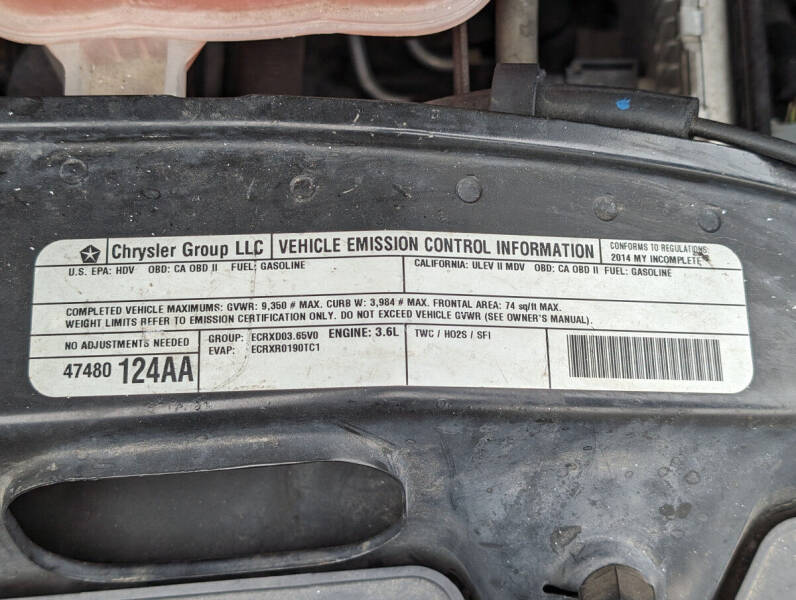 Chrysler Group LLC VEHICLE EMISSION CONTROL INFORMATION CONFORMS TO REGULATIONS:
2014 MY INCOMPLETE
U.S. EPA: HDV OBD: CA OBD II FUEL: GASOLINE CALIFORNIA: ULEV II MDV OBD: CA OBD II FUEL: GASOLINE
COMPLETED VEHICLE MAXIMUMS: GVWR: 9,350 # MAX. CURB W: 3,984 # MAX. FRONTAL AREA: 74 sq/ft MAX.
WEIGHT LIMITS REFER TO EMISSION CERTIFICATION ONLY. DO NOT EXCEED VEHICLE GVWR (SEE OWNER'S MANUAL).
NO ADJUSTMENTS NEEDED GROUP: ECRXD03.65V0 ENGINE: 3.6L TWC / HO2S / SFI
EVAP: ECRXR0190TC1
47480 124AA